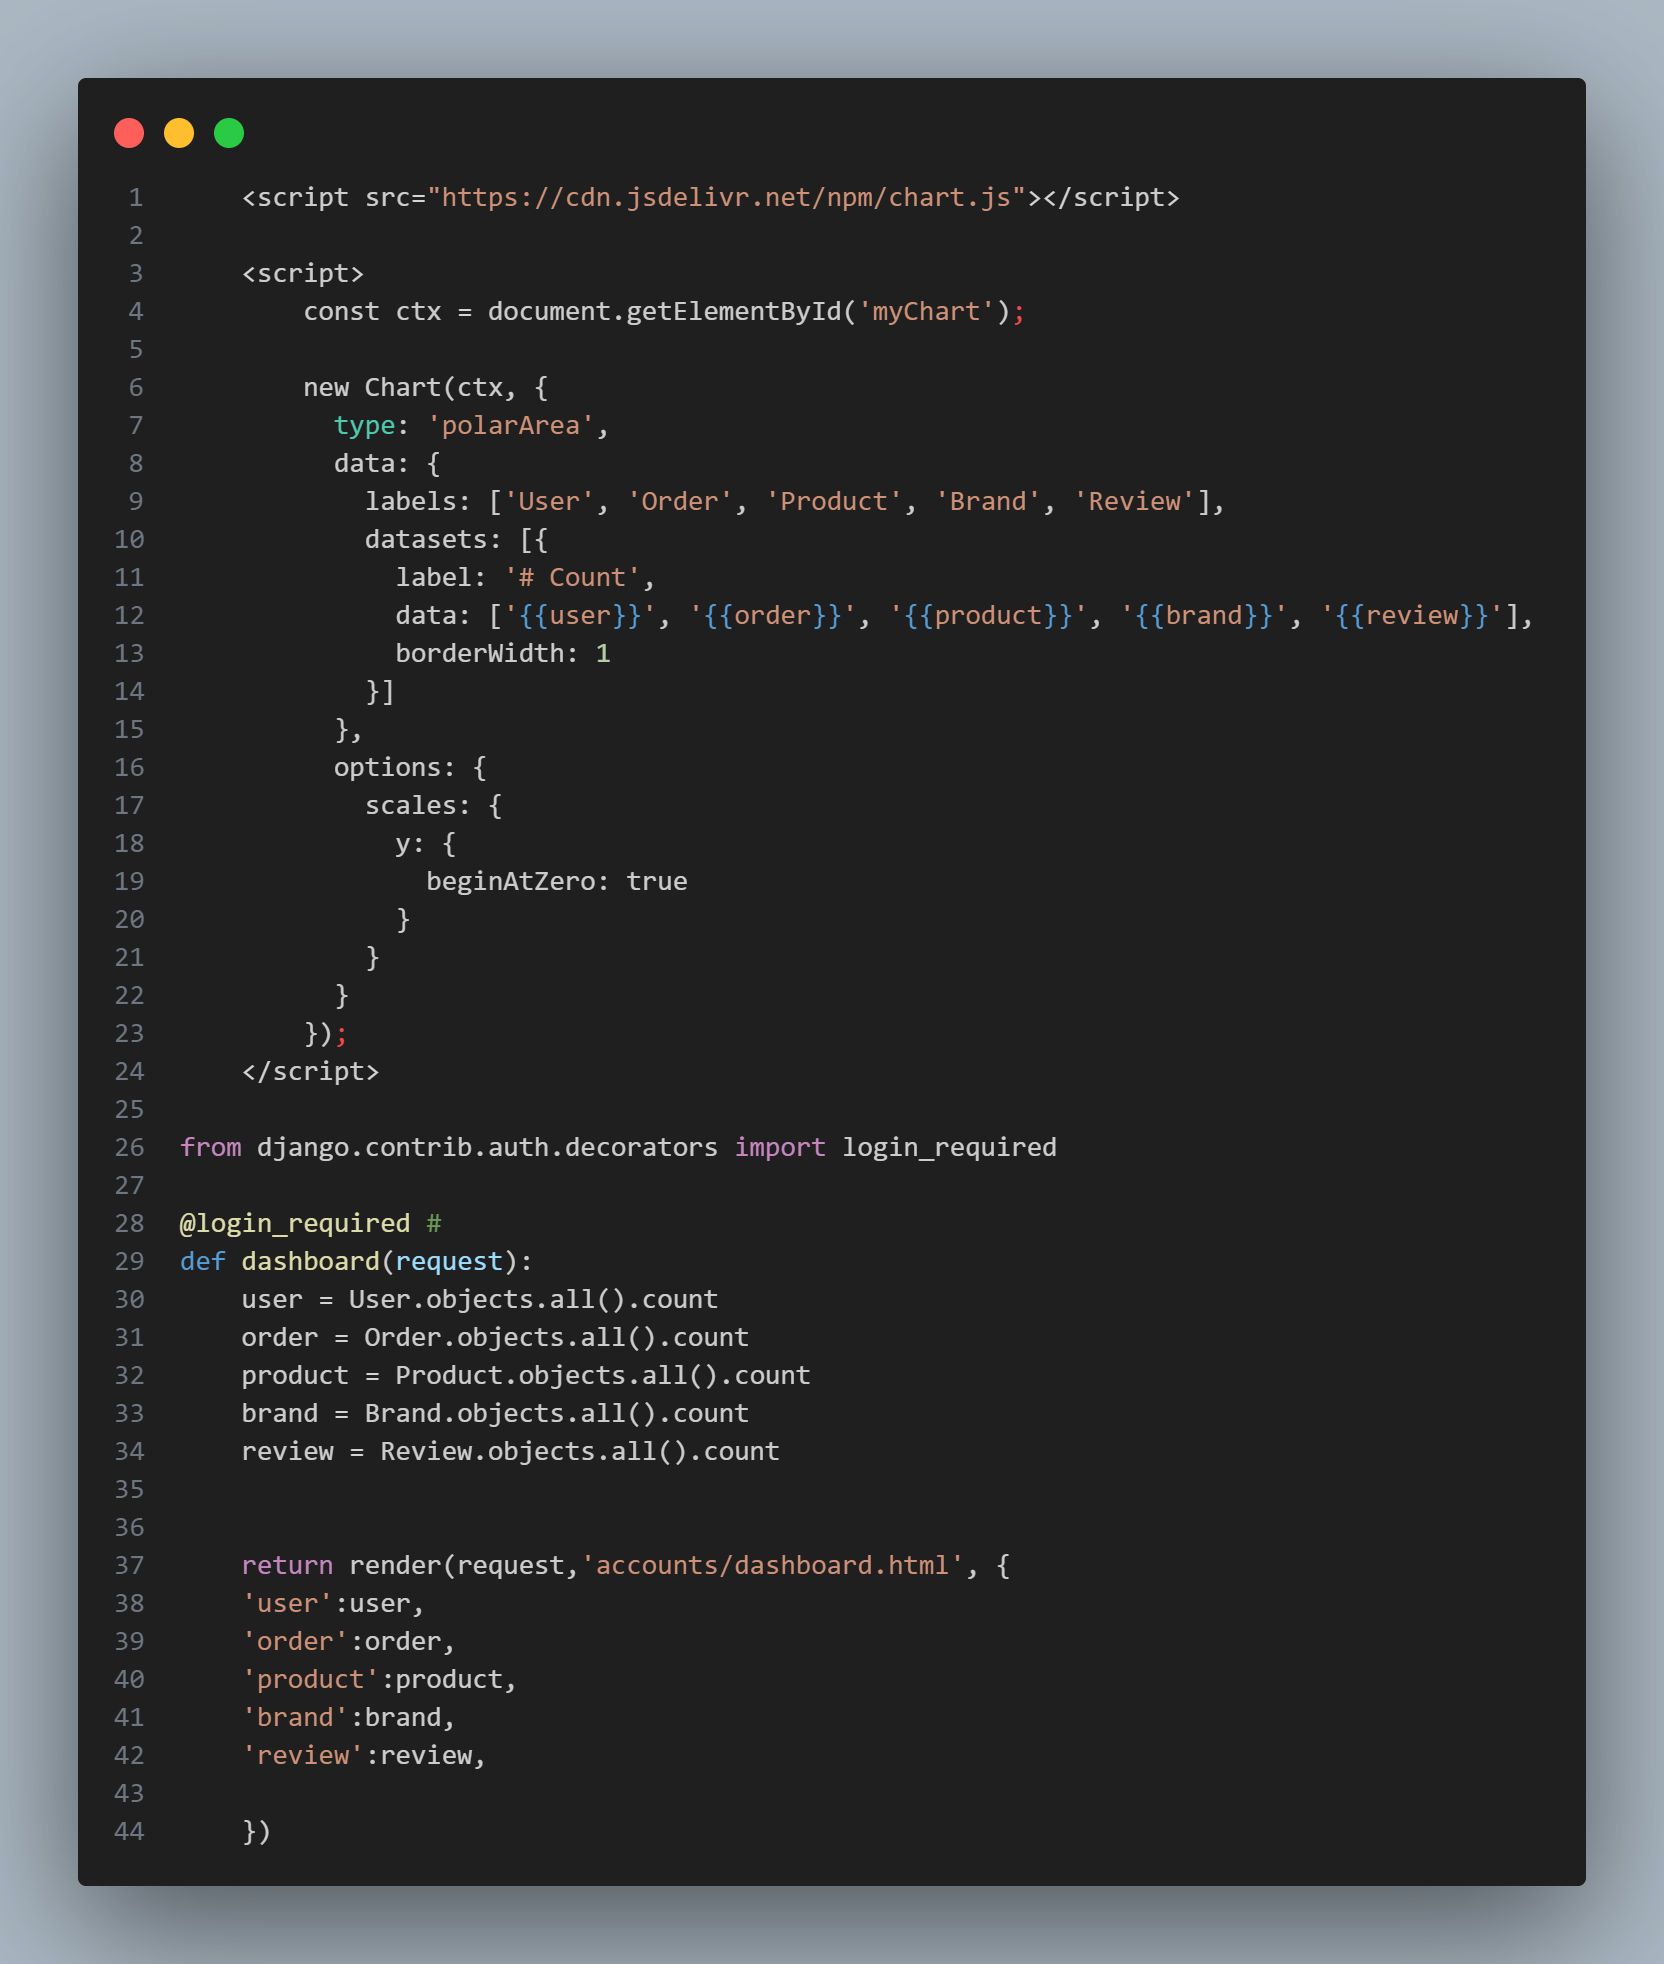 1 <script src="https://cdn.jsdelivr.net/npm/chart.js"></script>
2
3 <script>
4 const ctx = document.getElementById('myChart');
5
6 new Chart(ctx, {
7 type: 'polarArea',
8 data: {
9 labels: ['User', 'Order', 'Product', 'Brand', 'Review'],
10 datasets: [{
11 label: '# Count',
12 data: ['{{user}}', '{{order}}', '{{product}}', '{{brand}}', '{{review}}'],
13 borderWidth: 1
14 }]
15 },
16 options: {
17 scales: {
18 y: {
19 beginAtZero: true
20 }
21 }
22 }
23 });
24 </script>
25
26 from django.contrib.auth.decorators import login_required
27
28 @login_required #
29 def dashboard(request):
30 user = User.objects.all().count
31 order = Order.objects.all().count
32 product = Product.objects.all().count
33 brand = Brand.objects.all().count
34 review = Review.objects.all().count
35
36
37 return render(request,'accounts/dashboard.html', {
38 'user':user,
39 'order':order,
40 'product':product,
41 'brand':brand,
42 'review':review,
43
44 })